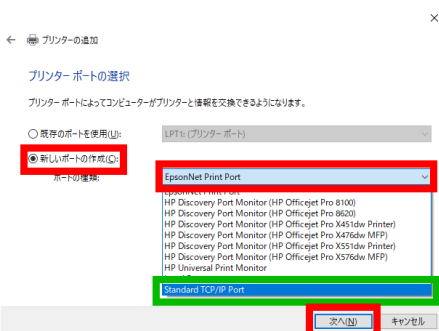 プリンターの追加
プリンター ポートの選択
プリンター ポートによってコンピューターがプリンターと情報を交換できるようになります。
既存のポートを使用(U):
LPT1: (プリンター ポート)
新しいポートの作成(C):
ポートの種類:
EpsonNet Print Port
EpsonNet Print Port
HP Discovery Port Monitor (HP Officejet Pro 8100)
HP Discovery Port Monitor (HP Officejet Pro 8620)
HP Discovery Port Monitor (HP Officejet Pro X451dw Printer)
HP Discovery Port Monitor (HP Officejet Pro X476dw MFP)
HP Discovery Port Monitor (HP Officejet Pro X551dw Printer)
HP Discovery Port Monitor (HP Officejet Pro X576dw MFP)
HP Universal Print Monitor
Standard TCP/IP Port
次へ(N)
キャンセル